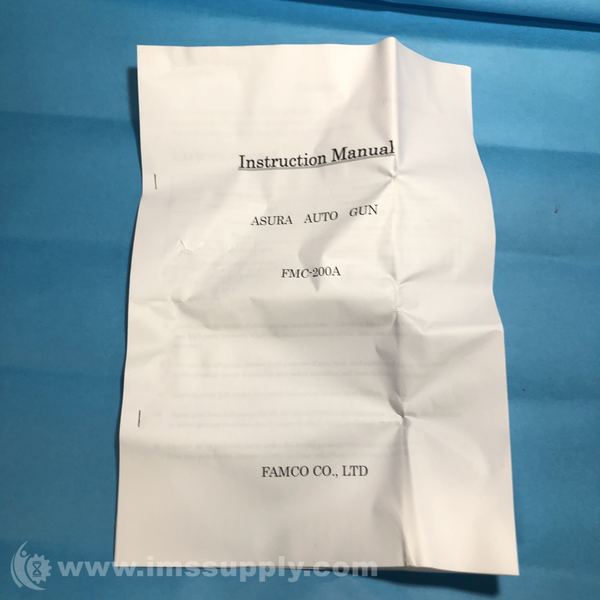 Instruction Manual
ASURA AUTO GUN
FMC-200A
FAMCO CO., LTD
www.imssupply.com